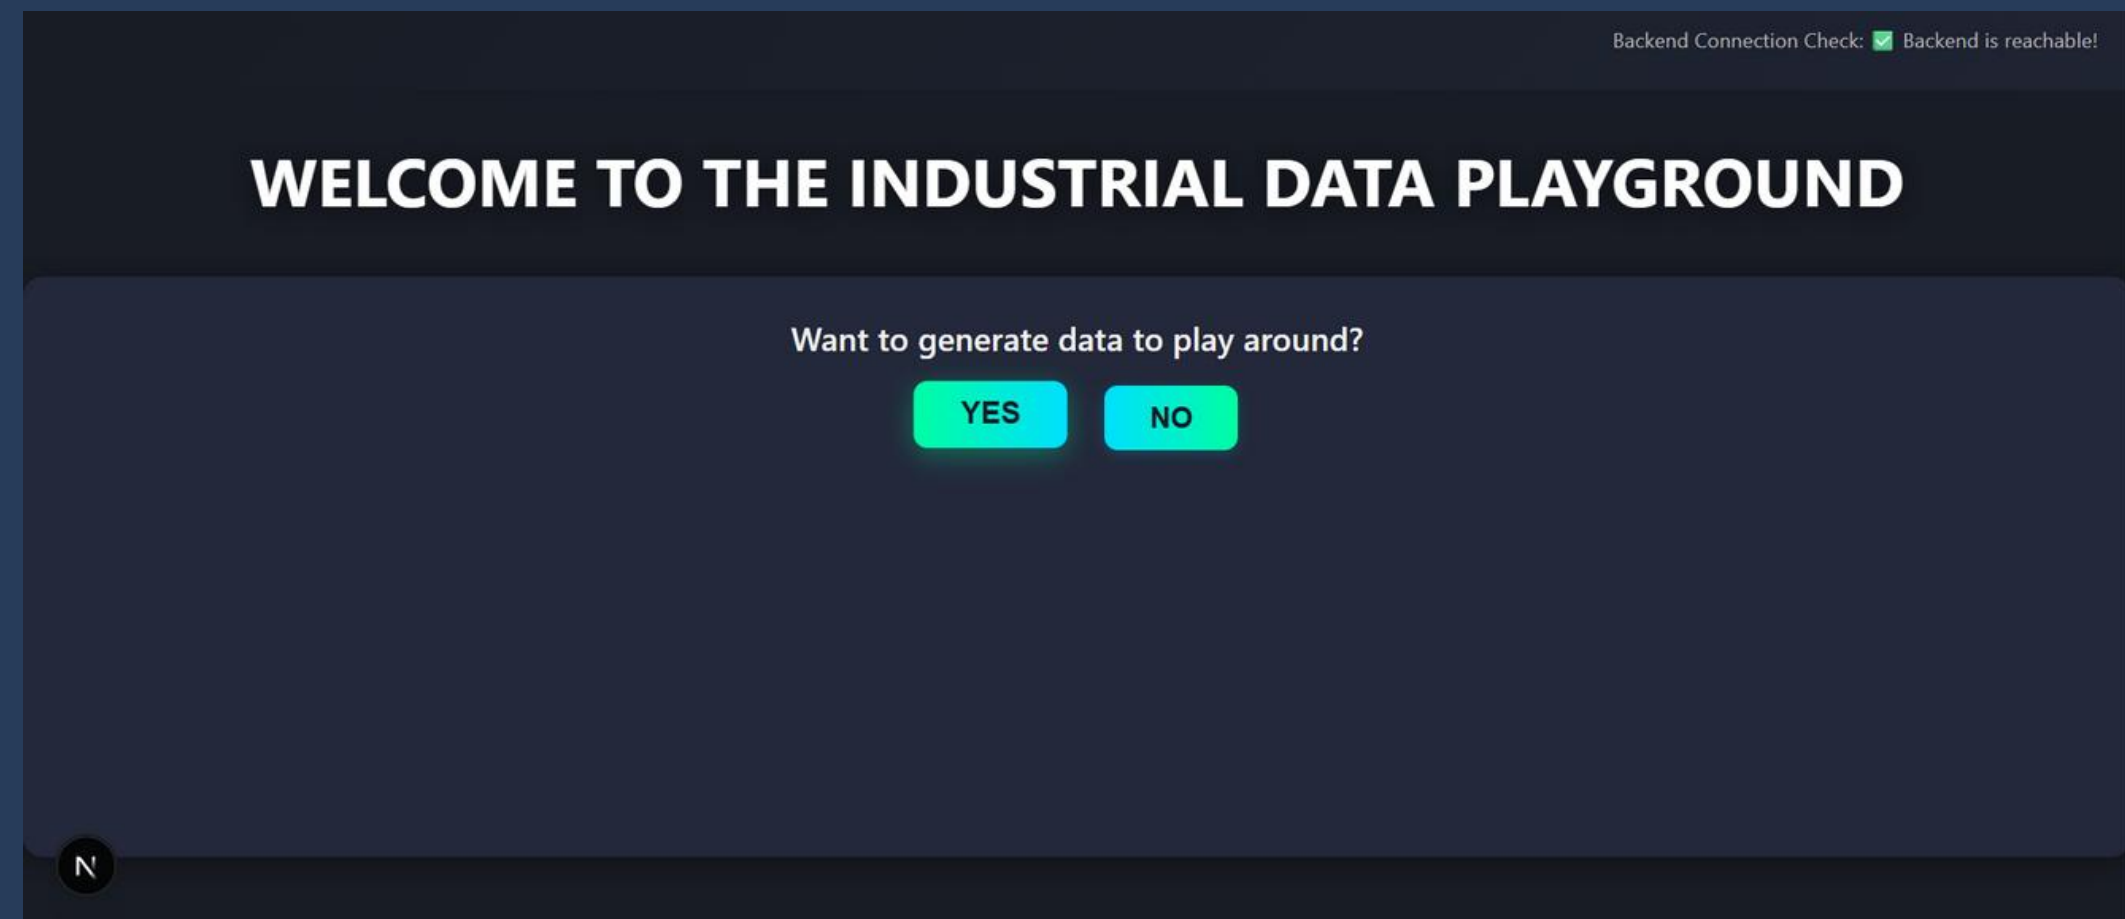 Backend Connection Check: ✅ Backend is reachable!
WELCOME TO THE INDUSTRIAL DATA PLAYGROUND
Want to generate data to play around?
YES NO
N